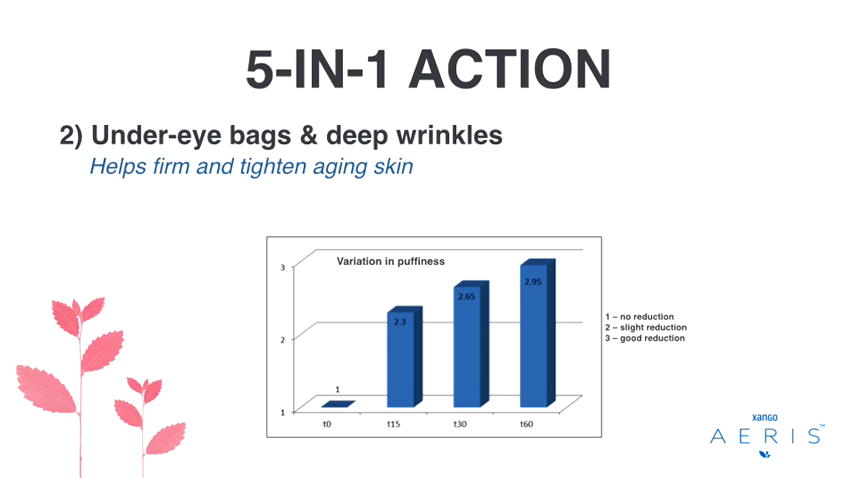 5-IN-1 ACTION
2) Under-eye bags & deep wrinkles
Helps firm and tighten aging skin
Variation in puffiness
3
2
1
1
2.3
2.65
2.95
t0
t15
t30
t60
1 – no reduction
2 – slight reduction
3 – good reduction
xango
AERIS™